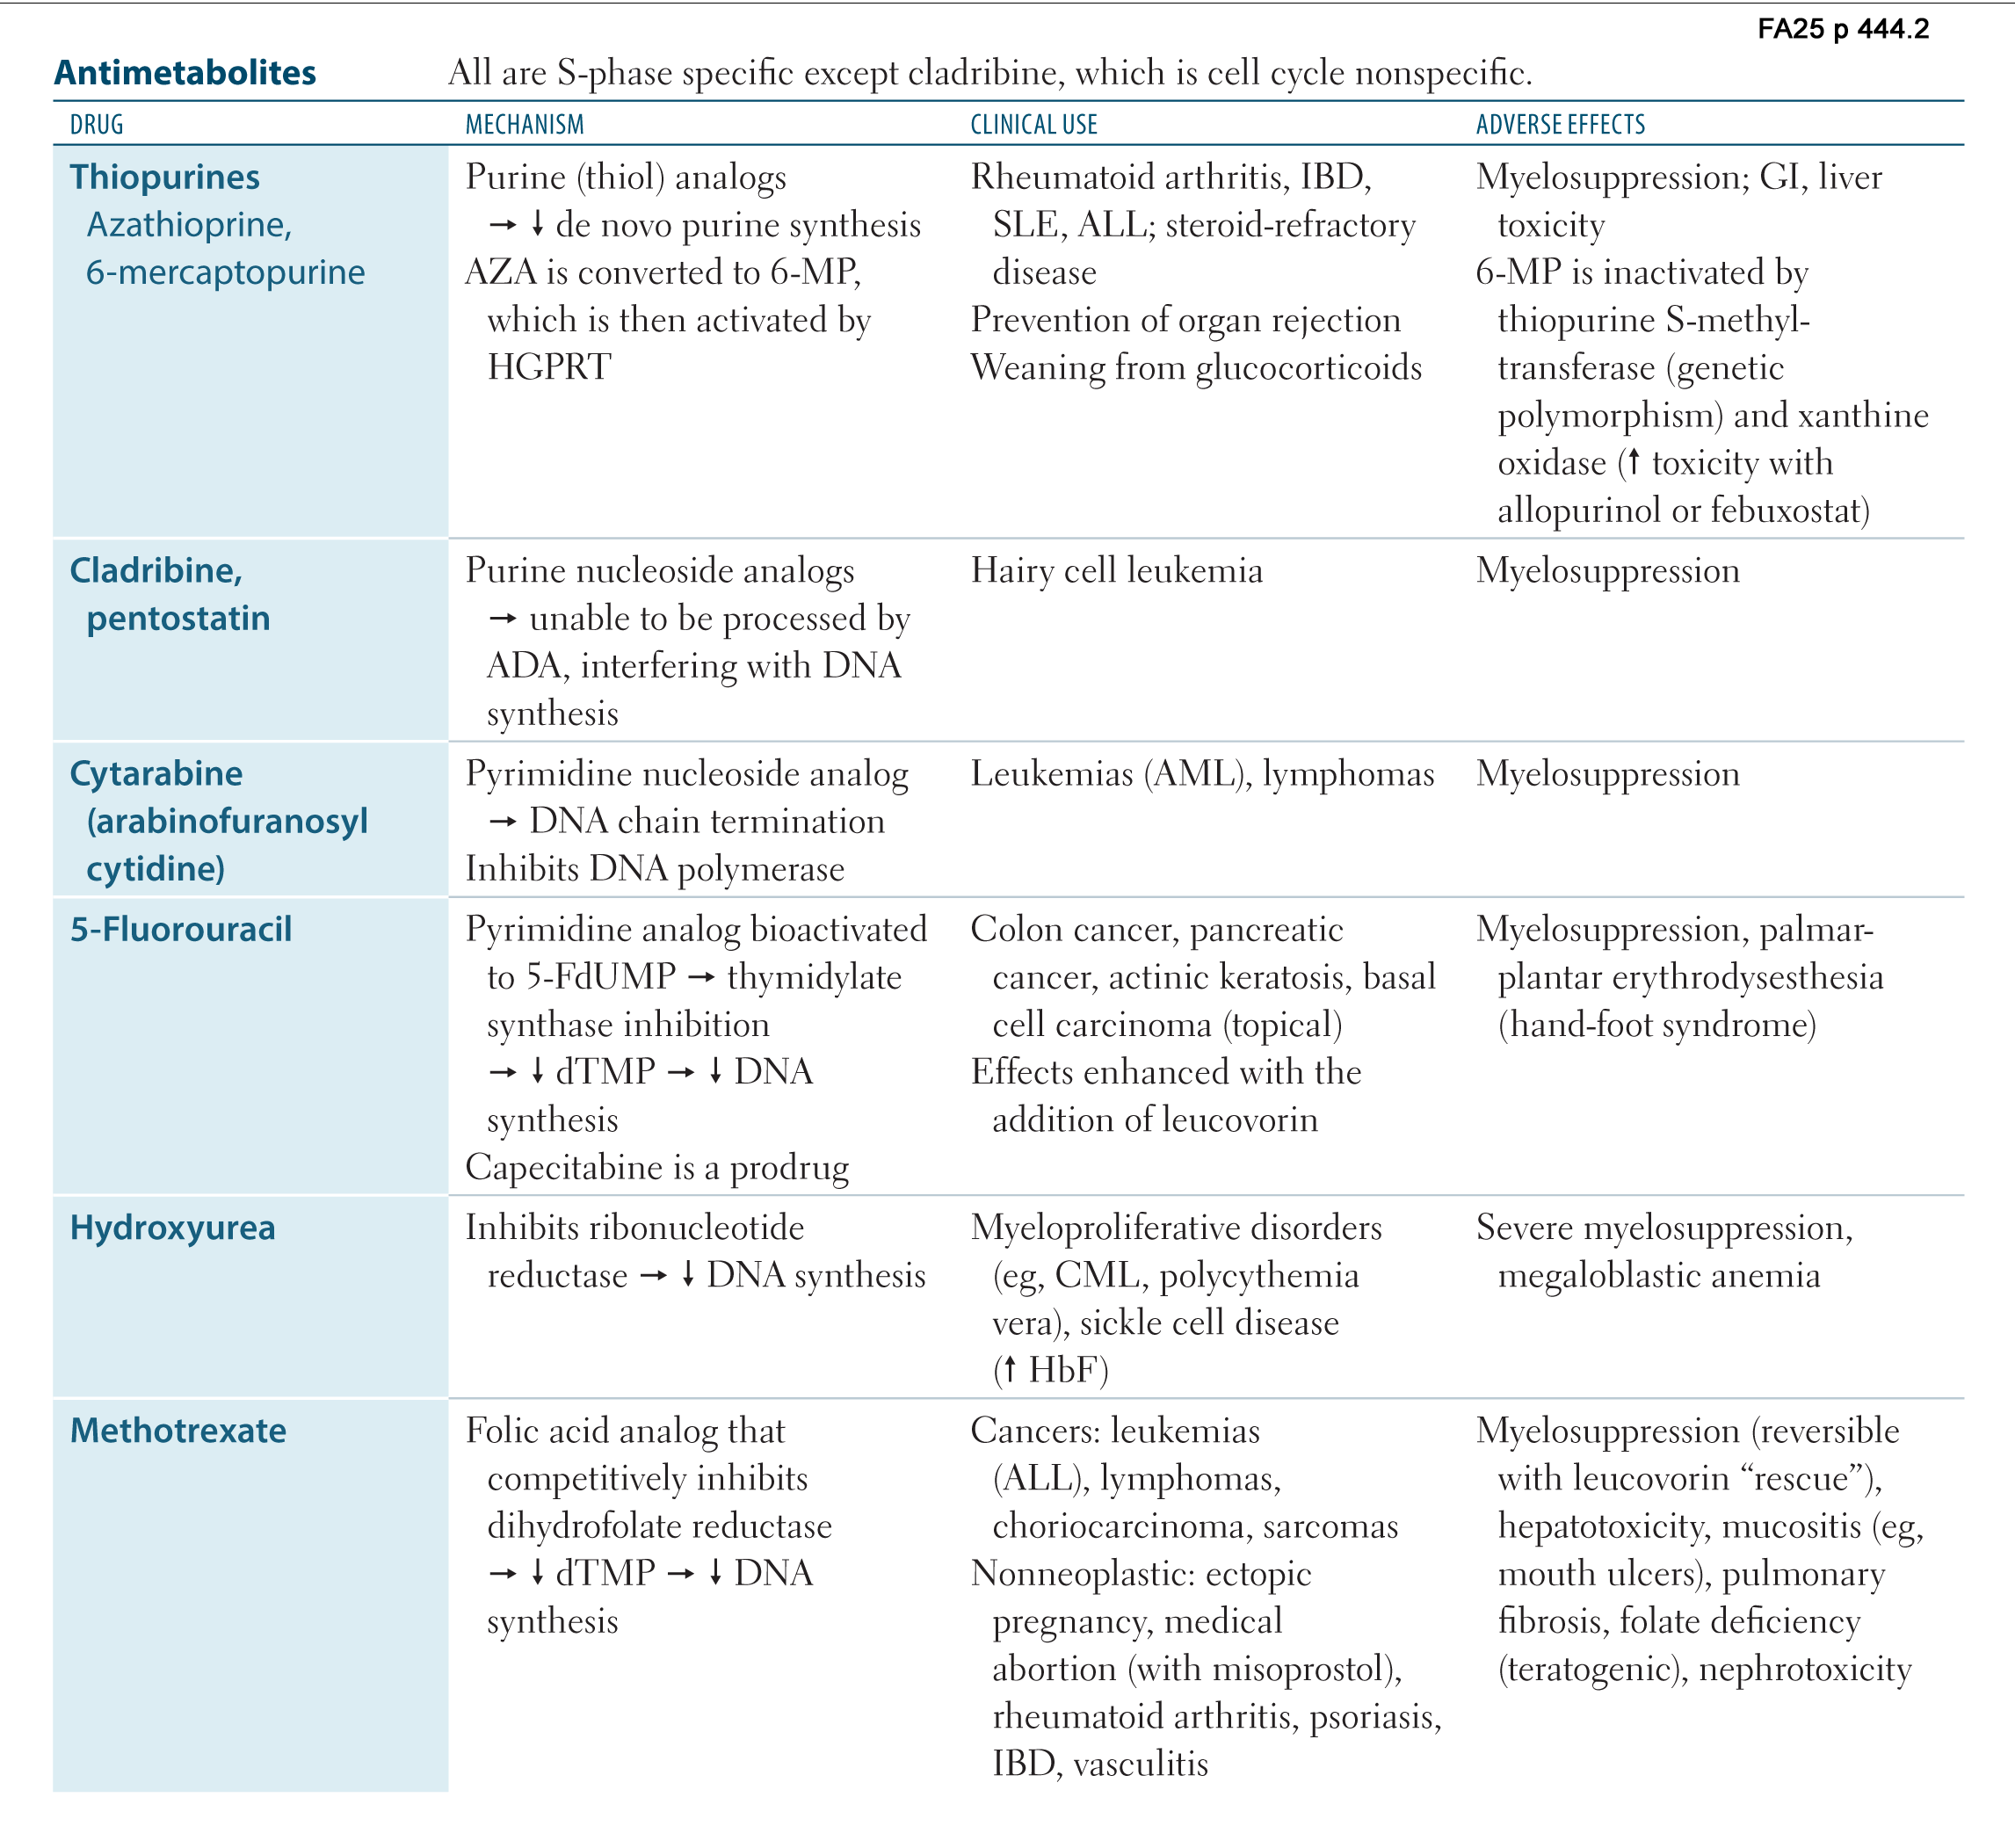 FA25 p 444.2
Antimetabolites All are S-phase specific except cladribine, which is cell cycle nonspecific.
DRUG MECHANISM CLINICAL USE ADVERSE EFFECTS
Thiopurines
Azathioprine,
6-mercaptopurine
Purine (thiol) analogs
→ ↓ de novo purine synthesis
AZA is converted to 6-MP,
which is then activated by
HGPRT
Rheumatoid arthritis, IBD,
SLE, ALL; steroid-refractory
disease
Prevention of organ rejection
Weaning from glucocorticoids
Myelosuppression; GI, liver
toxicity
6-MP is inactivated by
thiopurine S-methyl-
transferase (genetic
polymorphism) and xanthine
oxidase (↑ toxicity with
allopurinol or febuxostat)
Cladribine,
pentostatin
Purine nucleoside analogs
→ unable to be processed by
ADA, interfering with DNA
synthesis
Hairy cell leukemia
Myelosuppression
Cytarabine
(arabinofuranosyl
cytidine)
Pyrimidine nucleoside analog
→ DNA chain termination
Inhibits DNA polymerase
Leukemias (AML), lymphomas
Myelosuppression
5-Fluorouracil
Pyrimidine analog bioactivated
to 5-FdUMP → thymidylate
synthase inhibition
→ ↓ dTMP → ↓ DNA
synthesis
Capecitabine is a prodrug
Colon cancer, pancreatic
cancer, actinic keratosis, basal
cell carcinoma (topical)
Effects enhanced with the
addition of leucovorin
Myelosuppression, palmar-
plantar erythrodysesthesia
(hand-foot syndrome)
Hydroxyurea
Inhibits ribonucleotide
reductase → ↓ DNA synthesis
Myeloproliferative disorders
(eg, CML, polycythemia
vera), sickle cell disease
(↑ HbF)
Severe myelosuppression,
megaloblastic anemia
Methotrexate
Folic acid analog that
competitively inhibits
dihydrofolate reductase
→ ↓ dTMP → ↓ DNA
synthesis
Cancers: leukemias
(ALL), lymphomas,
choriocarcinoma, sarcomas
Nonneoplastic: ectopic
pregnancy, medical
abortion (with misoprostol),
rheumatoid arthritis, psoriasis,
IBD, vasculitis
Myelosuppression (reversible
with leucovorin “rescue”),
hepatotoxicity, mucositis (eg,
mouth ulcers), pulmonary
fibrosis, folate deficiency
(teratogenic), nephrotoxicity